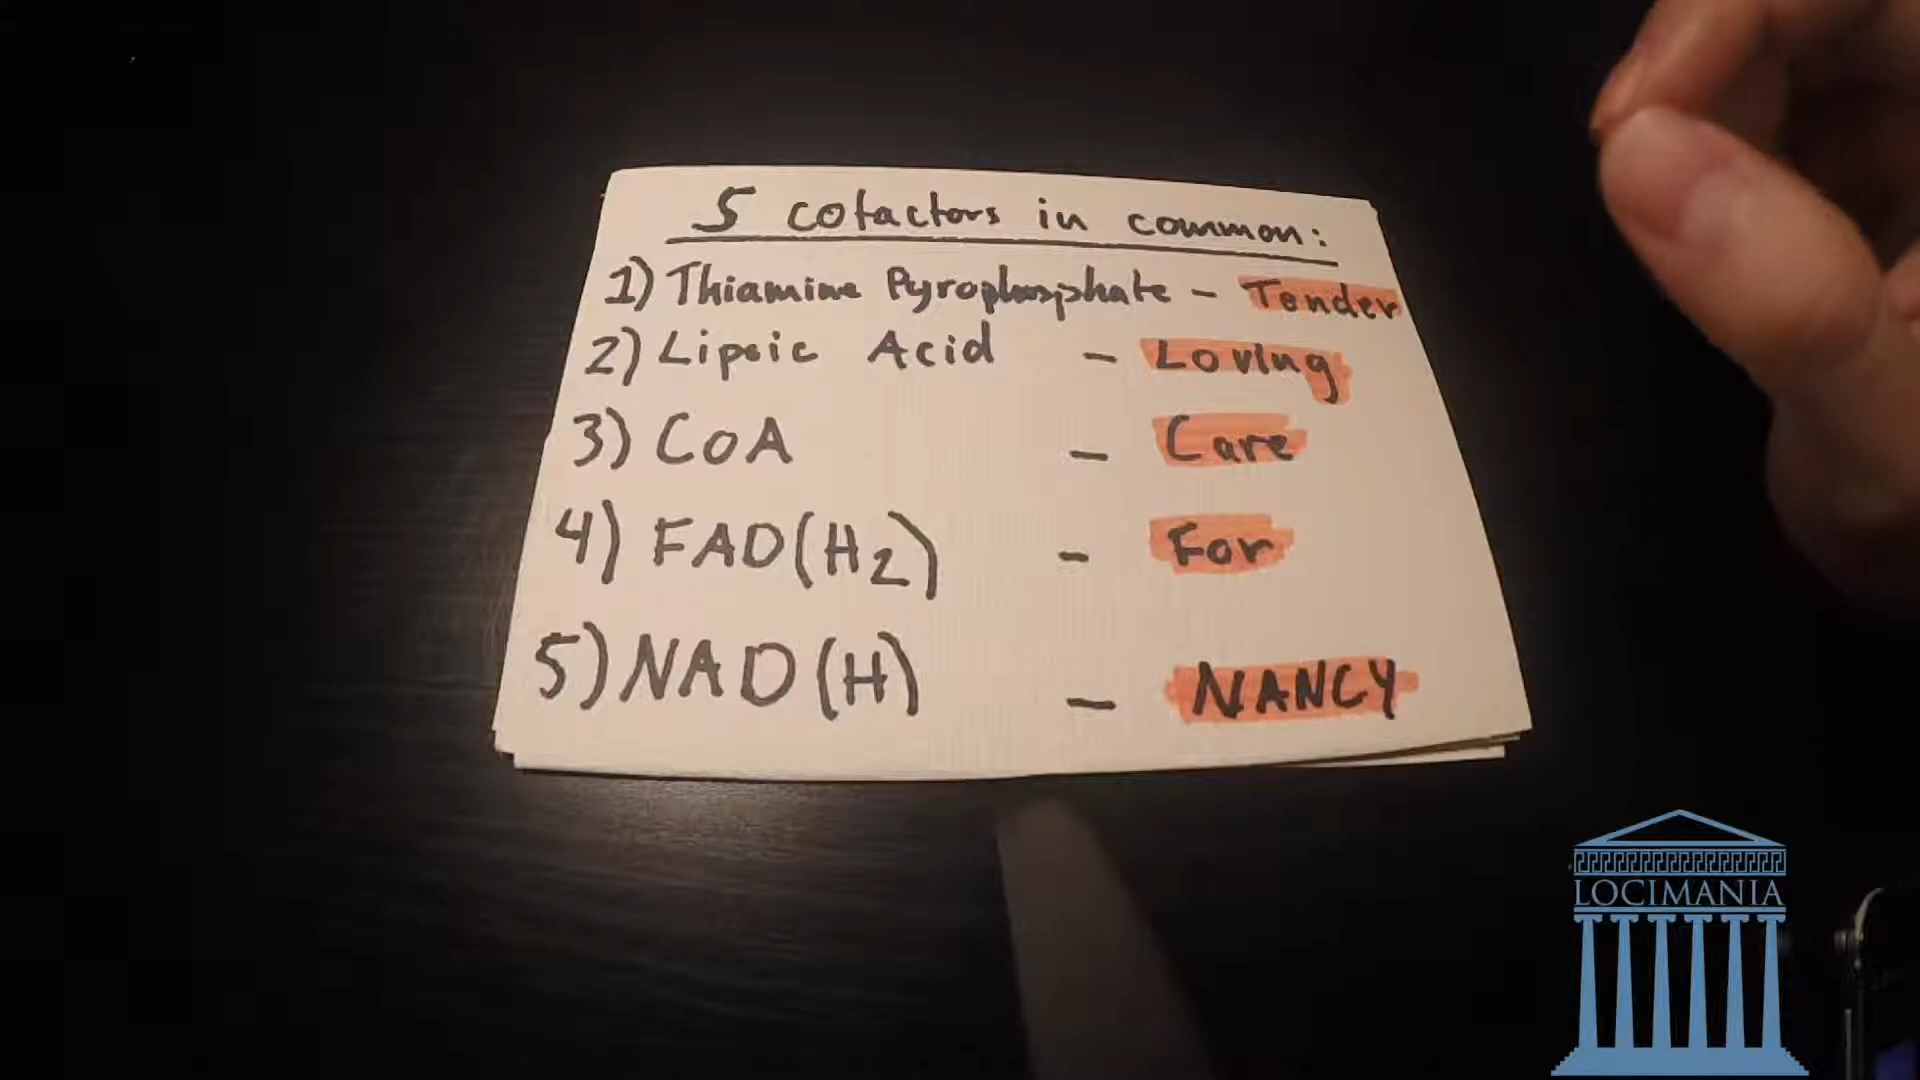 5 cofactors in common:
1) Thiamine Pyrophosphate - Tender
2) Lipoic Acid - Loving
3) CoA - Care
4) FAD(H2) - For
5) NAD(H) - NANCY
LOCIMANIA